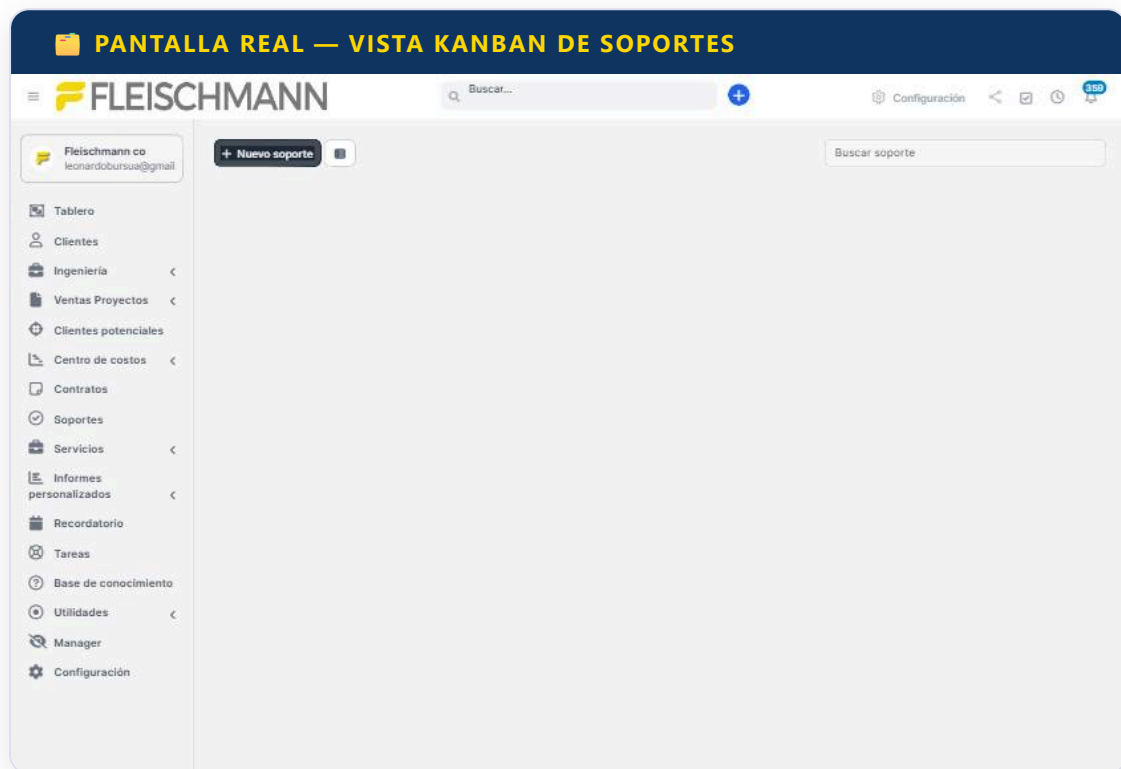 PANTALLA REAL — VISTA KANBAN DE SOPORTES
FLEISCHMANN
Buscar...
Configuración
359
Fleischmann co
leonardobursua@gmail
+ Nuevo soporte
Buscar soporte
Tablero
Clientes
Ingeniería
Ventas Proyectos
Clientes potenciales
Centro de costos
Contratos
Soportes
Servicios
Informes
personalizados
Recordatorio
Tareas
Base de conocimiento
Utilidades
Manager
Configuración